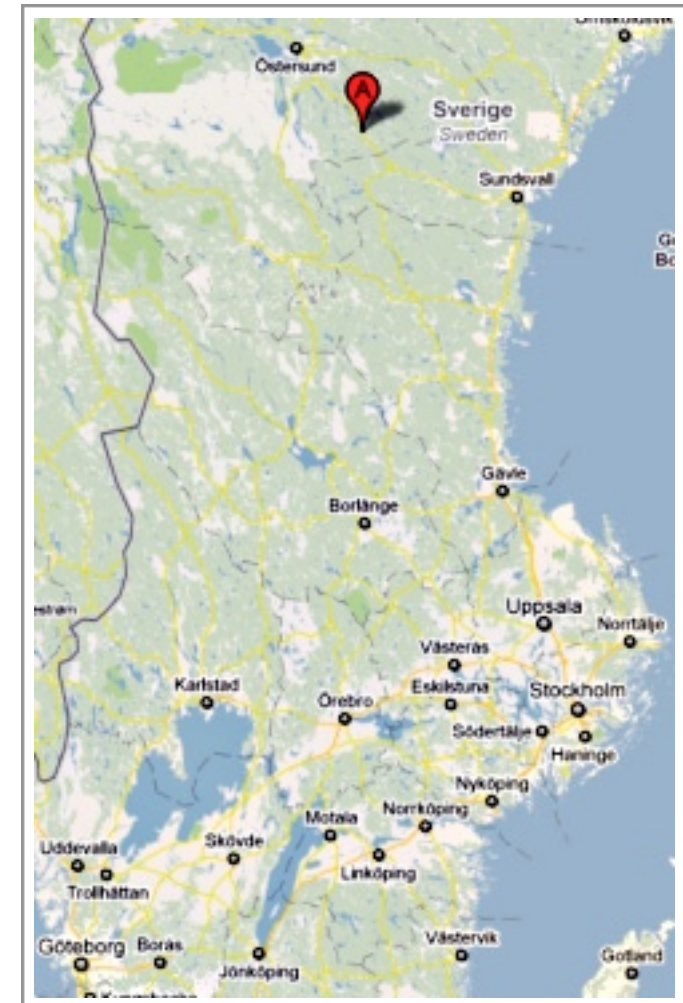 Östersund
A
Sverige
Sweden
Sundsvall
Gävle
Borlänge
Uppsala
Norrtälje
Västerås
Karlstad
Eskilstuna
Stockholm
Örebro
Södertälje
Haninge
Nyköping
Norrköping
Motala
Skövde
Uddevalla
Linköping
Trollhättan
Västervik
Göteborg
Borås
Gotland
Jönköping